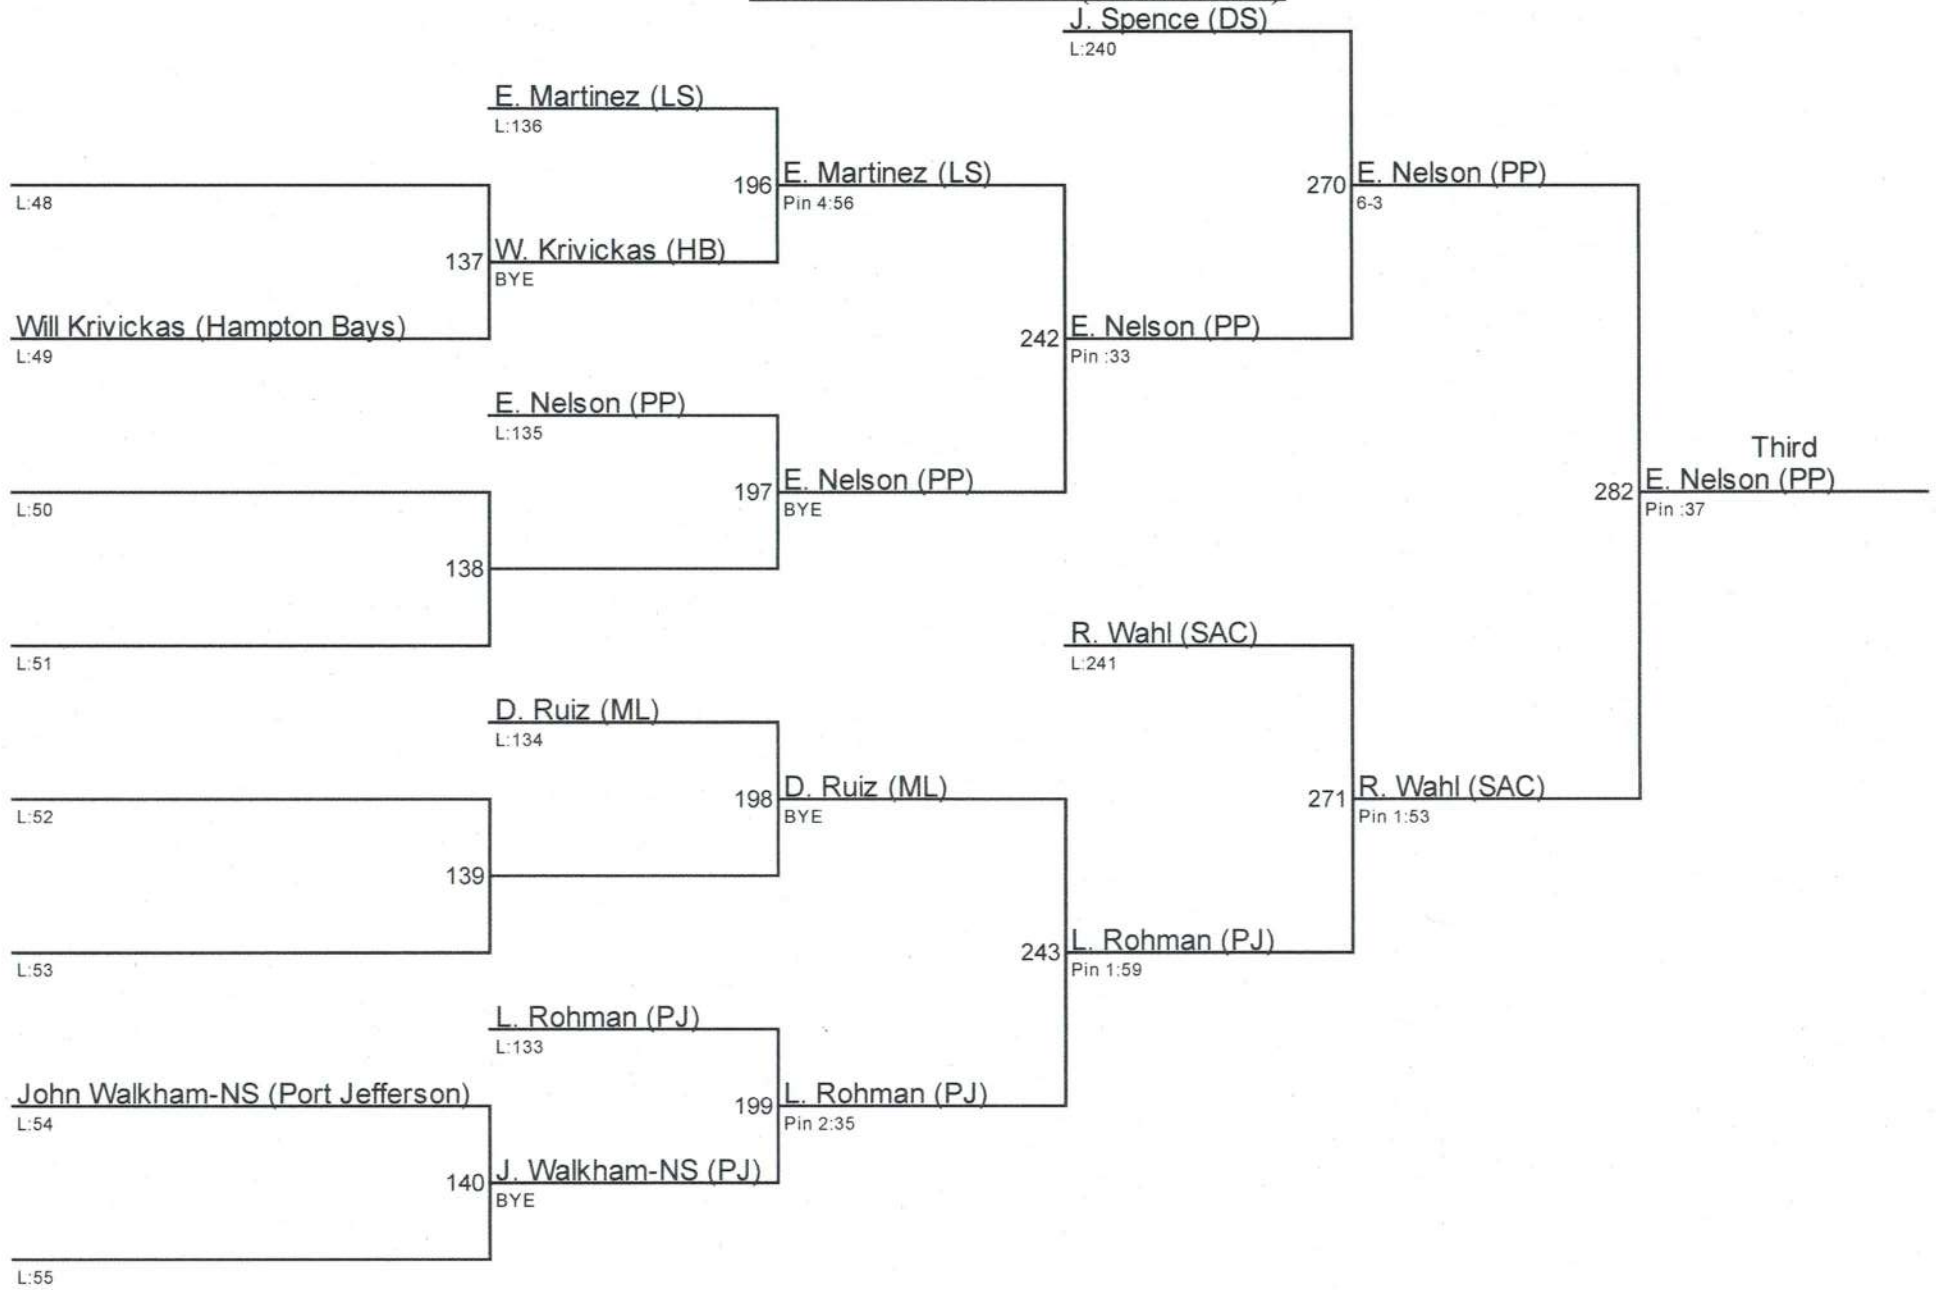 J. Spence (DS)
L:240
E. Martinez (LS)
L:136
196 E. Martinez (LS)
Pin 4:56
270 E. Nelson (PP)
6-3
L:48
137 W. Krivickas (HB)
BYE
Will Krivickas (Hampton Bays)
L:49
242 E. Nelson (PP)
Pin :33
E. Nelson (PP)
L:135
Third
197 E. Nelson (PP)
BYE
282 E. Nelson (PP)
Pin :37
L:50
138
R. Wahl (SAC)
L:241
L:51
D. Ruiz (ML)
L:134
198 D. Ruiz (ML)
BYE
271 R. Wahl (SAC)
Pin 1:53
L:52
139
243 L. Rohman (PJ)
Pin 1:59
L:53
L. Rohman (PJ)
L:133
John Walkham-NS (Port Jefferson)
L:54
199 L. Rohman (PJ)
Pin 2:35
140 J. Walkham-NS (PJ)
BYE
L:55